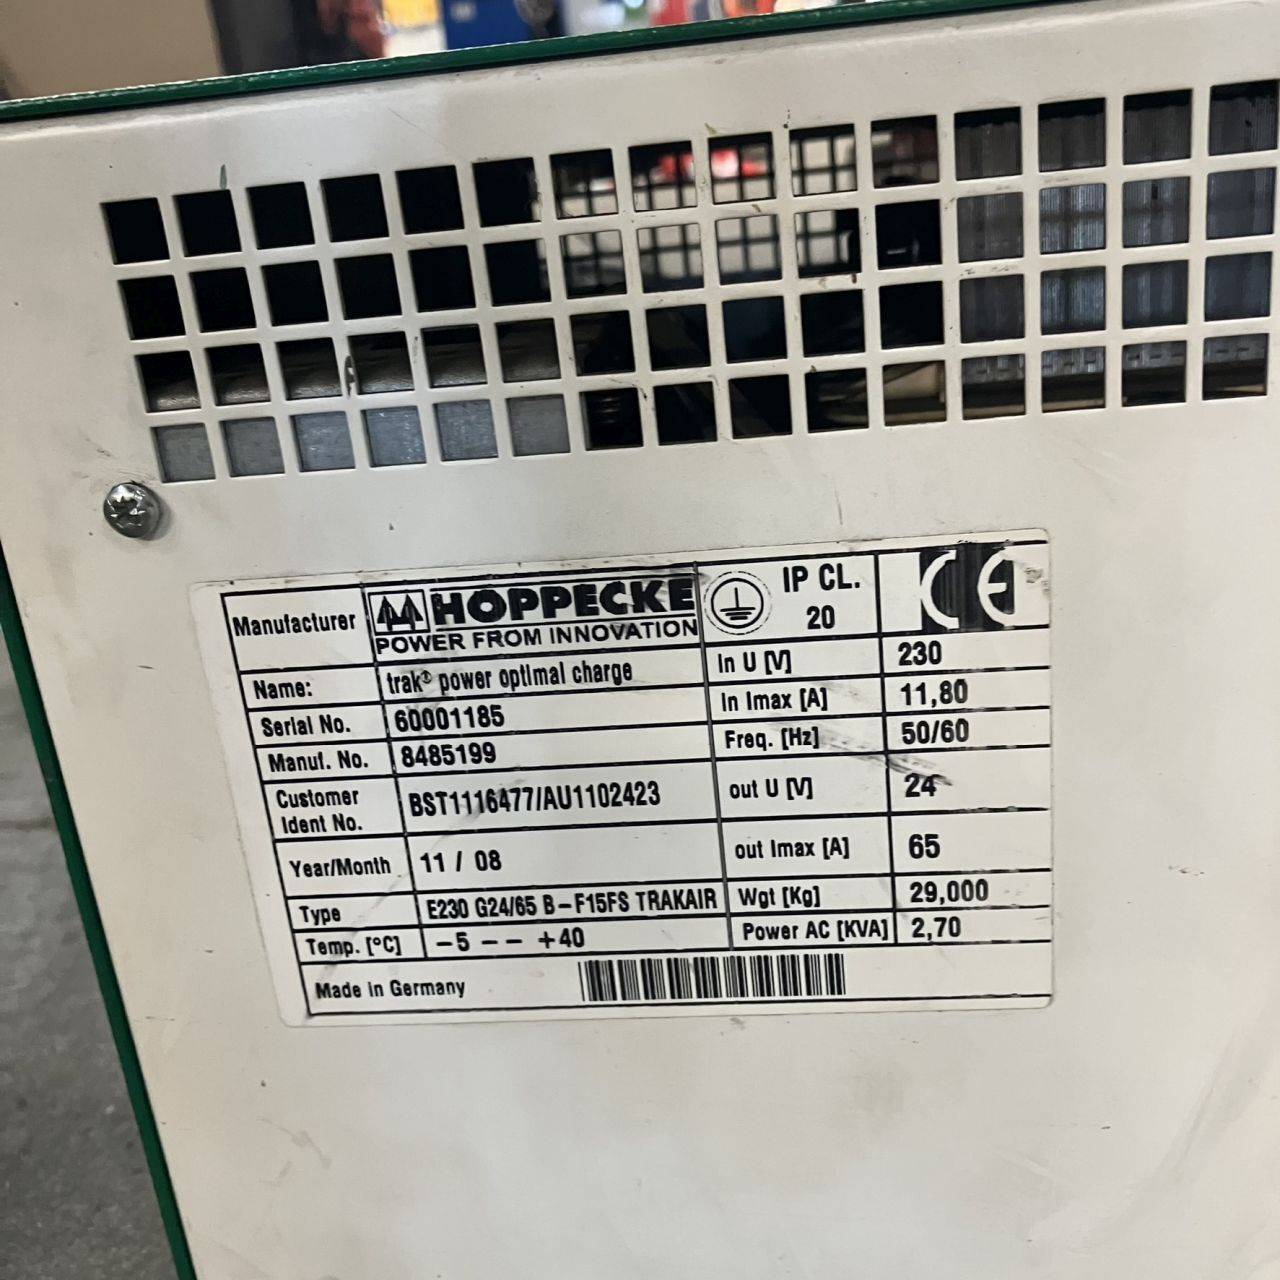 Manufacturer HOPPECKE
POWER FROM INNOVATION
IP CL.
20
CE
Name: trak® power optimal charge
In U [V] 230
Serial No. 60001185
In Imax [A] 11,80
Manuf. No. 8485199
Freq. [Hz] 50/60
Customer
Ident No.
BST1116477/AU1102423
out U [V] 24
Year/Month 11 / 08
out Imax [A] 65
Type E230 G24/65 B-F15FS TRAKAIR
Wgt [Kg] 29,000
Temp. [°C] -5 -- +40
Power AC [KVA] 2,70
Made in Germany